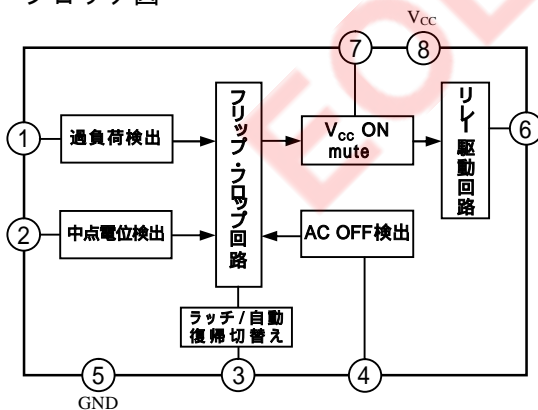 ブロック図
VCC
7
8
1
過負荷検出
フリップ・フロップ回路
VCC ON
mute
リレー駆動回路
6
2
中点電位検出
AC OFF検出
ラッチ/自動
復帰切替え
5
3
4
GND